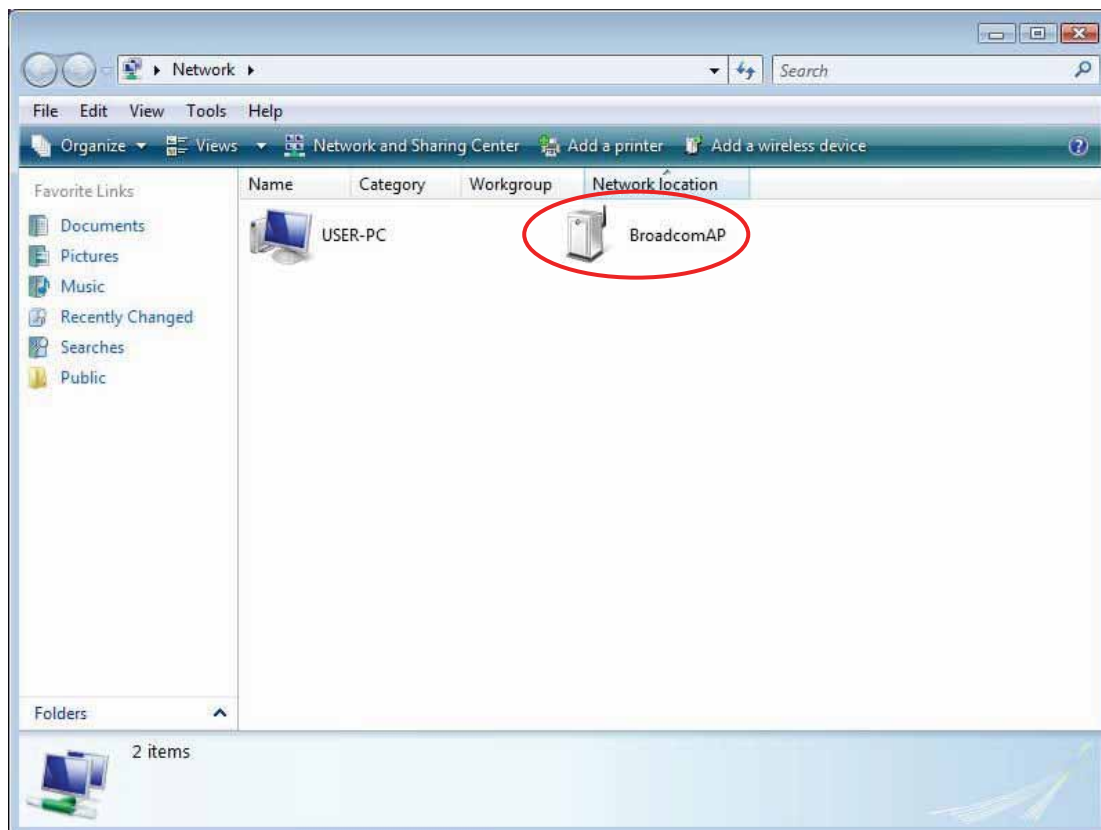 Network
Search
File Edit View Tools Help
Organize Views Network and Sharing Center Add a printer Add a wireless device
Favorite Links
Documents
Pictures
Music
Recently Changed
Searches
Public
Folders
Name Category Workgroup Network location
USER-PC BroadcomAP
2 items